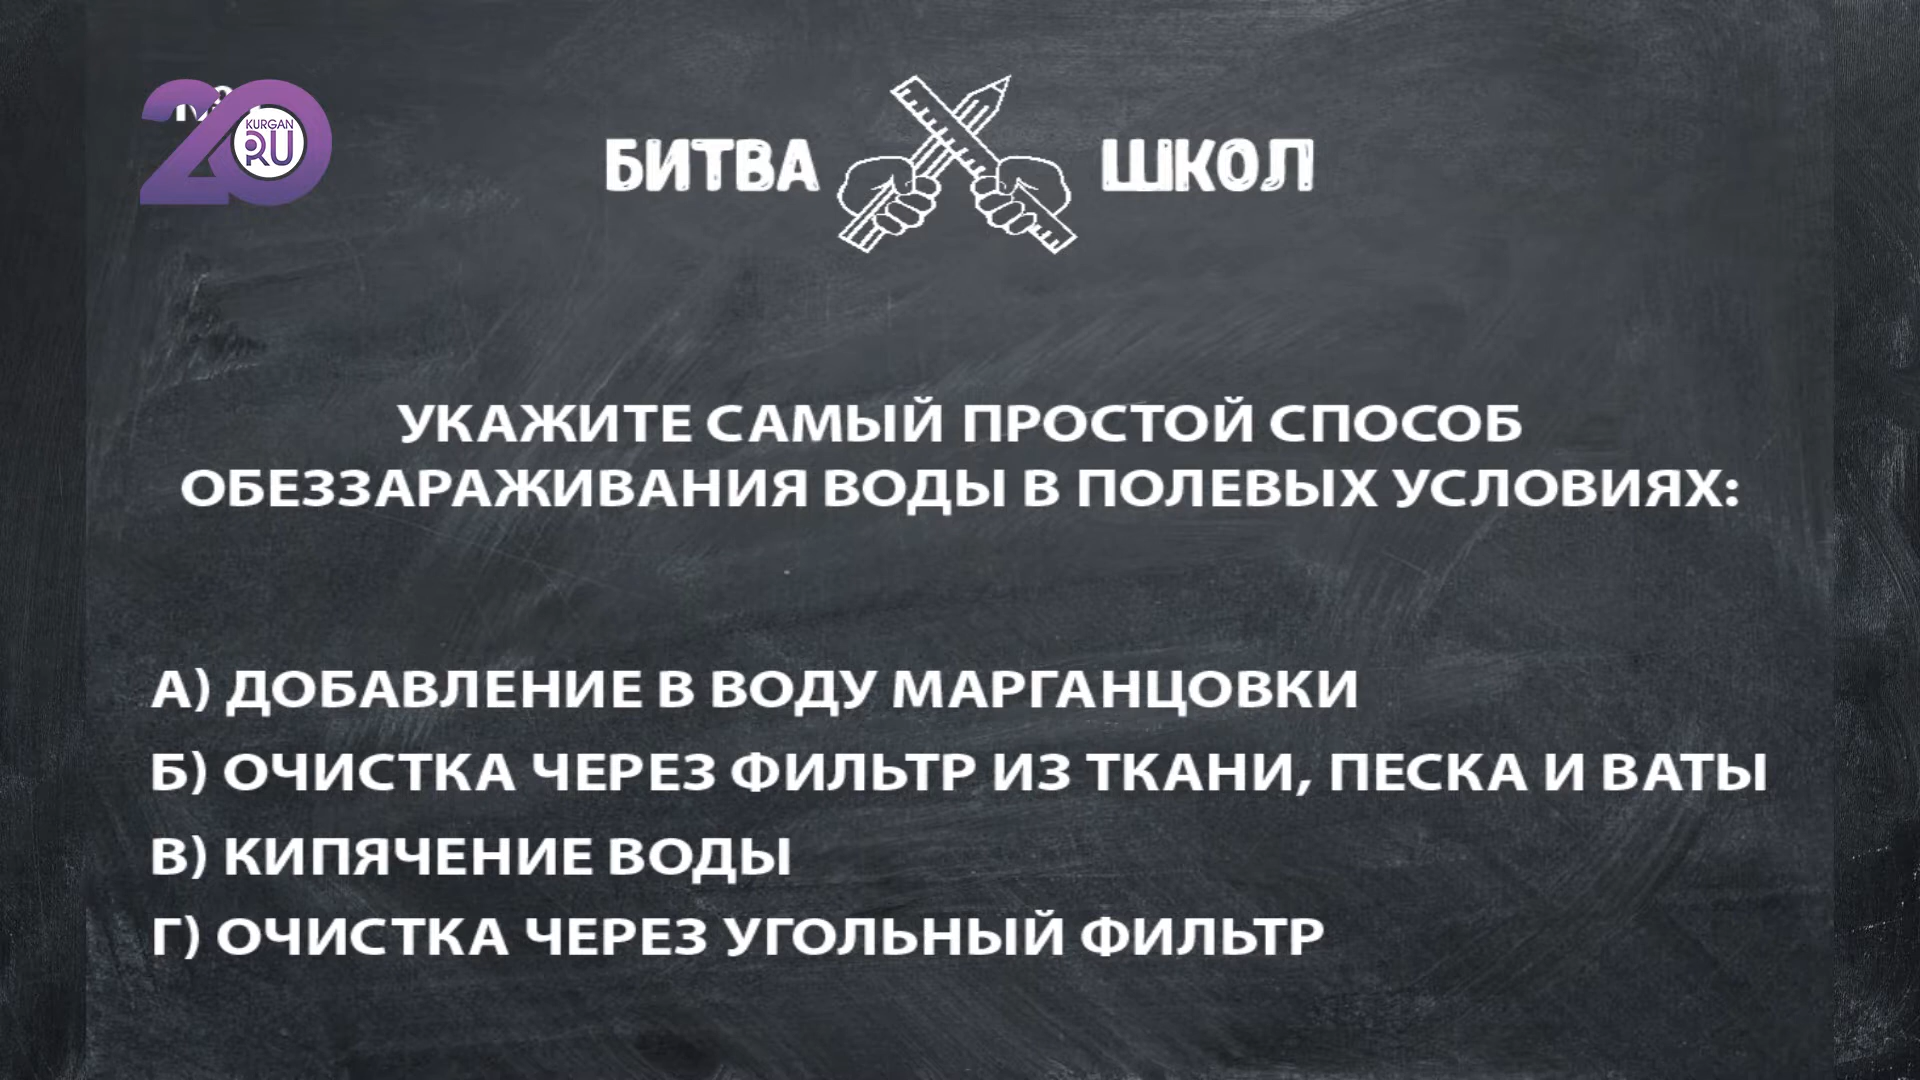 KURGAN
RU
20
БИТВА ШКОЛ
УКАЖИТЕ САМЫЙ ПРОСТОЙ СПОСОБ
ОБЕЗЗАРАЖИВАНИЯ ВОДЫ В ПОЛЕВЫХ УСЛОВИЯХ:
А) ДОБАВЛЕНИЕ В ВОДУ МАРГАНЦОВКИ
Б) ОЧИСТКА ЧЕРЕЗ ФИЛЬТР ИЗ ТКАНИ, ПЕСКА И ВАТЫ
В) КИПЯЧЕНИЕ ВОДЫ
Г) ОЧИСТКА ЧЕРЕЗ УГОЛЬНЫЙ ФИЛЬТР